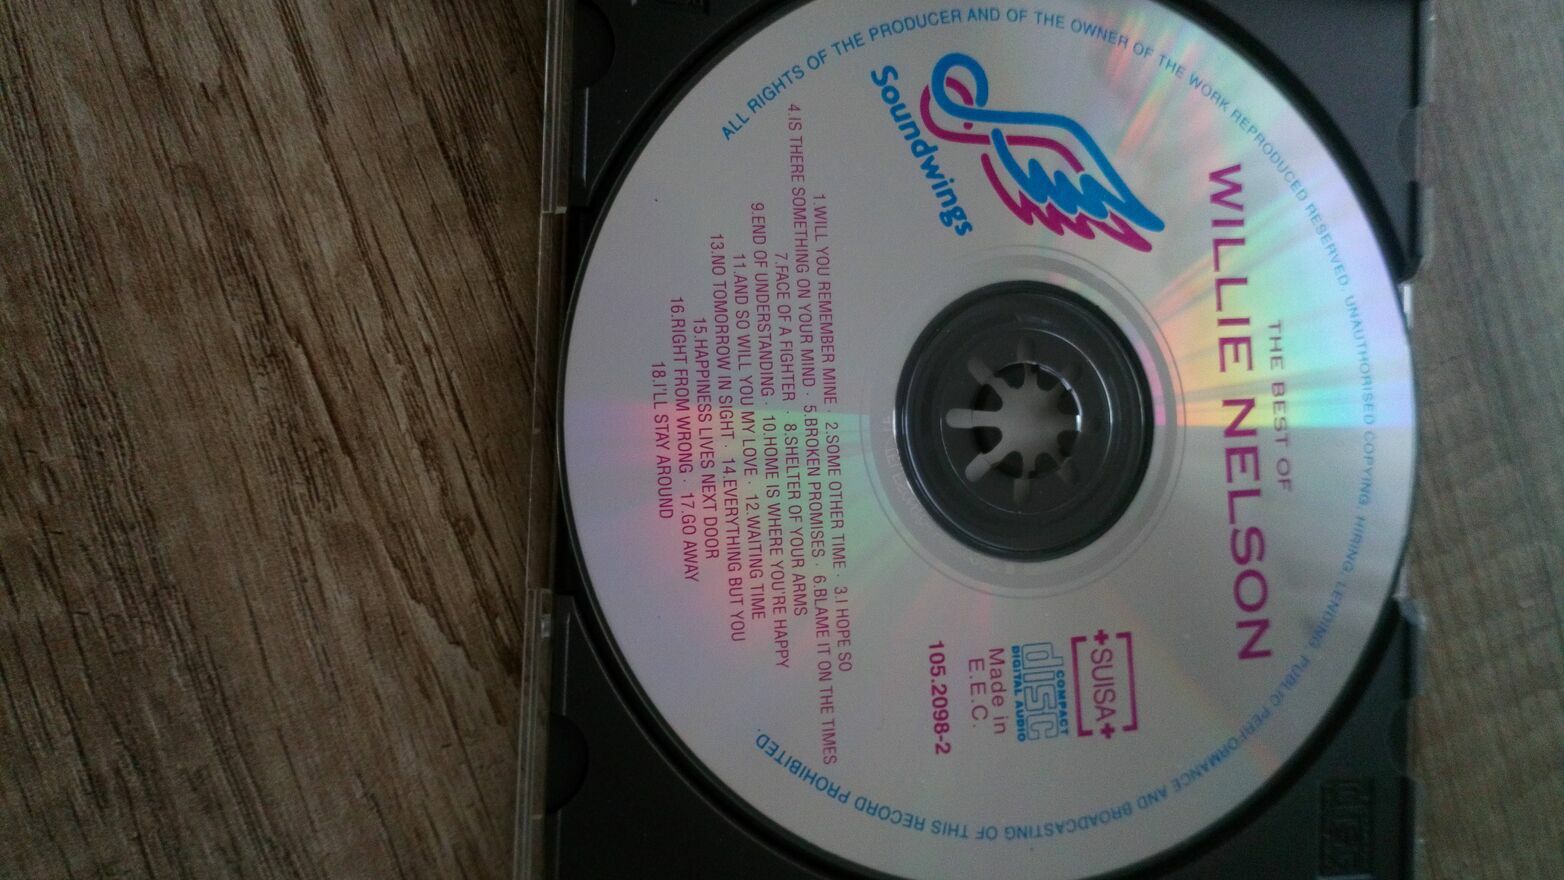 ALL RIGHTS OF THE PRODUCER AND OF THE OWNER OF THE WORK REPRODUCED RESERVED. UNAUTHORISED COPYING, HIRING, LENDING, PUBLIC PERFORMANCE AND BROADCASTING OF THIS RECORD PROHIBITED.
THE BEST OF
WILLIE NELSON
Soundwings
+SUISA+
COMPACT
disc
DIGITAL AUDIO
Made in
E.E.C.
105.2098-2
1.WILL YOU REMEMBER MINE · 2.SOME OTHER TIME · 3.I HOPE SO
4.IS THERE SOMETHING ON YOUR MIND · 5.BROKEN PROMISES · 6.BLAME IT ON THE TIMES
7.FACE OF A FIGHTER · 8.SHELTER OF YOUR ARMS
9.END OF UNDERSTANDING · 10.HOME IS WHERE YOU'RE HAPPY
11.AND SO WILL YOU MY LOVE · 12.WAITING TIME
13.NO TOMORROW IN SIGHT · 14.EVERYTHING BUT YOU
15.HAPPINESS LIVES NEXT DOOR
16.RIGHT FROM WRONG · 17.GO AWAY
18.I'LL STAY AROUND